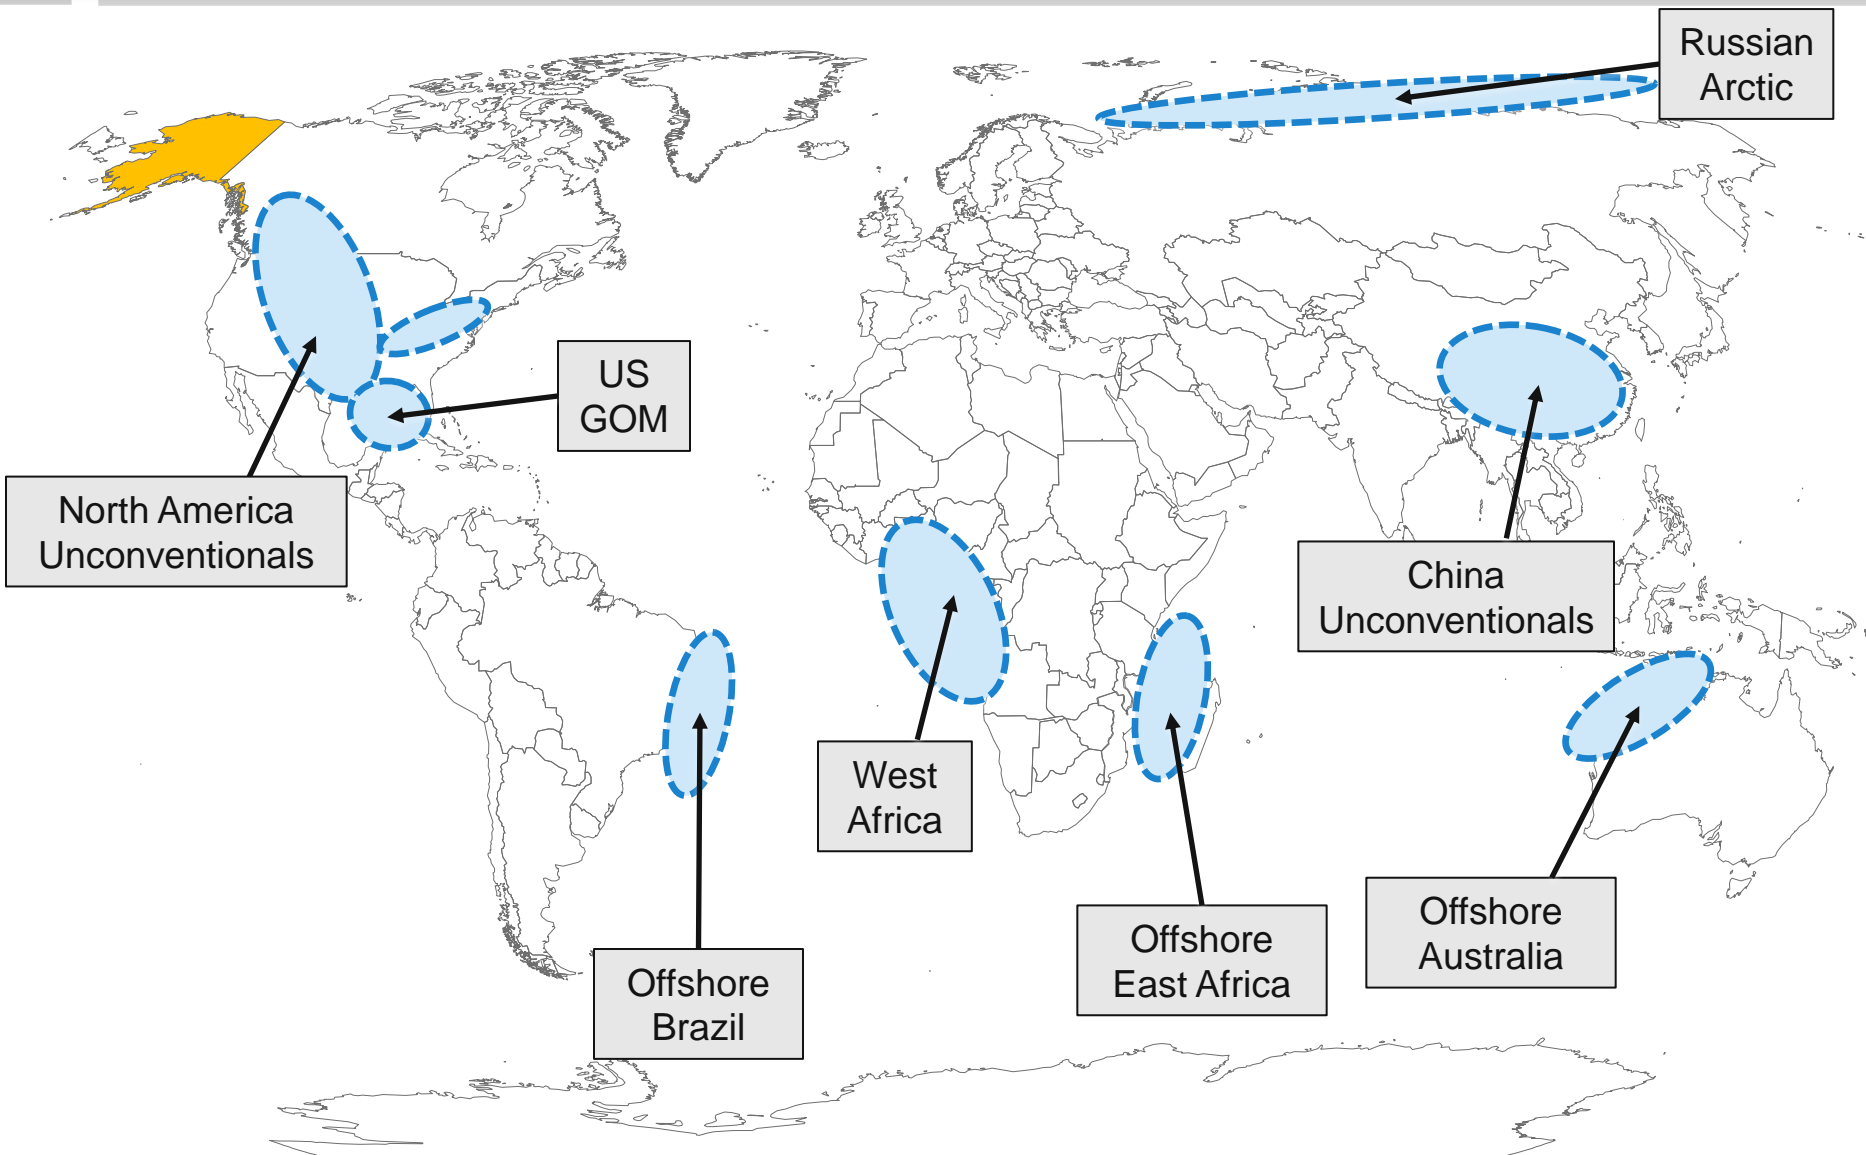 Russian
Arctic
US
GOM
North America
Unconventionals
China
Unconventionals
West
Africa
Offshore
Australia
Offshore
East Africa
Offshore
Brazil